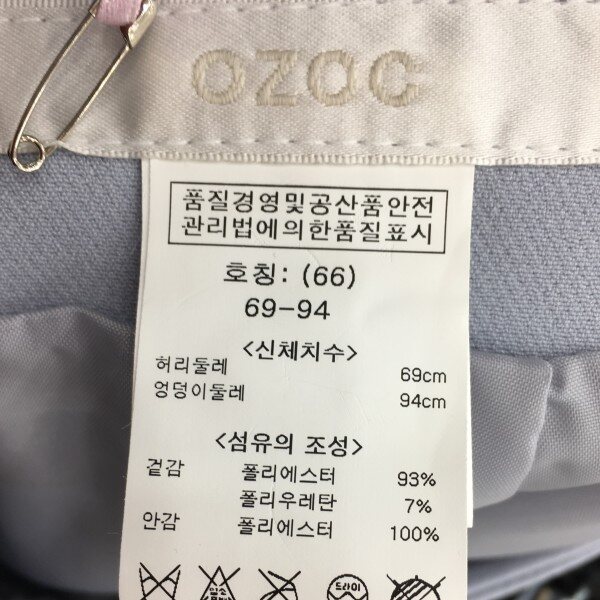 OZOC
품질경영및공산품안전
관리법에의한품질표시
호칭: (66)
69-94
<신체치수>
허리둘레 69cm
엉덩이둘레 94cm
<섬유의 조성>
겉감 폴리에스터 93%
폴리우레탄 7%
안감 폴리에스터 100%
드라이